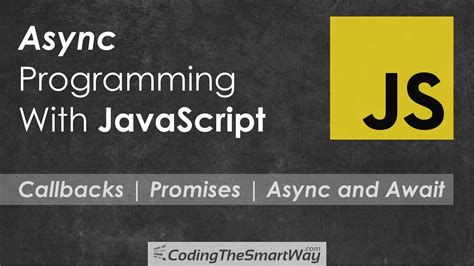 Async
Programming
With JavaScript
JS
Callbacks | Promises | Async and Await
CodingTheSmartWay.com